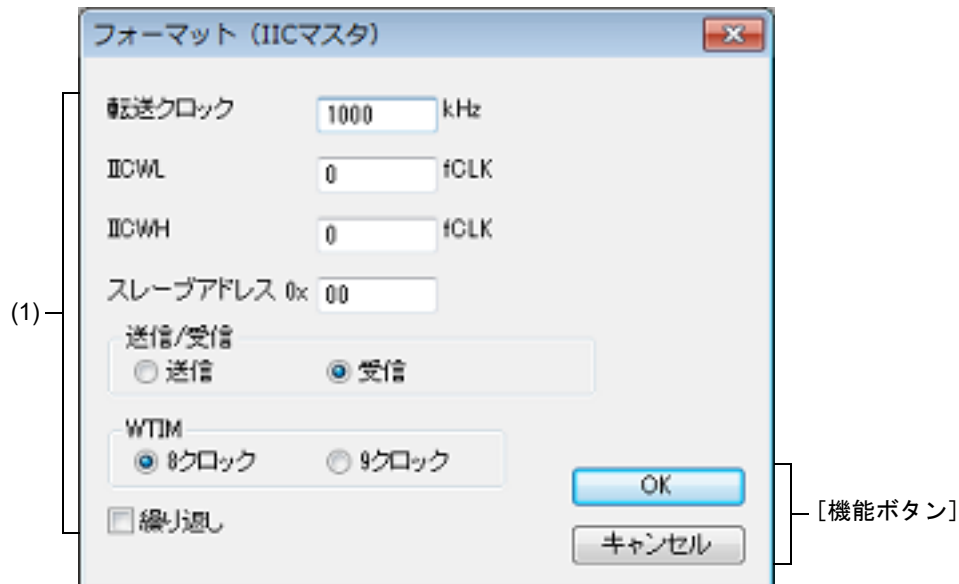 フォーマット（IICマスタ）
転送クロック 1000 kHz
IICWL 0 fCLK
IICWH 0 fCLK
スレーブアドレス 0x 00
(1)
送信/受信
送信 受信
WTIM
8クロック 9クロック
OK
[機能ボタン]
繰り返し
キャンセル